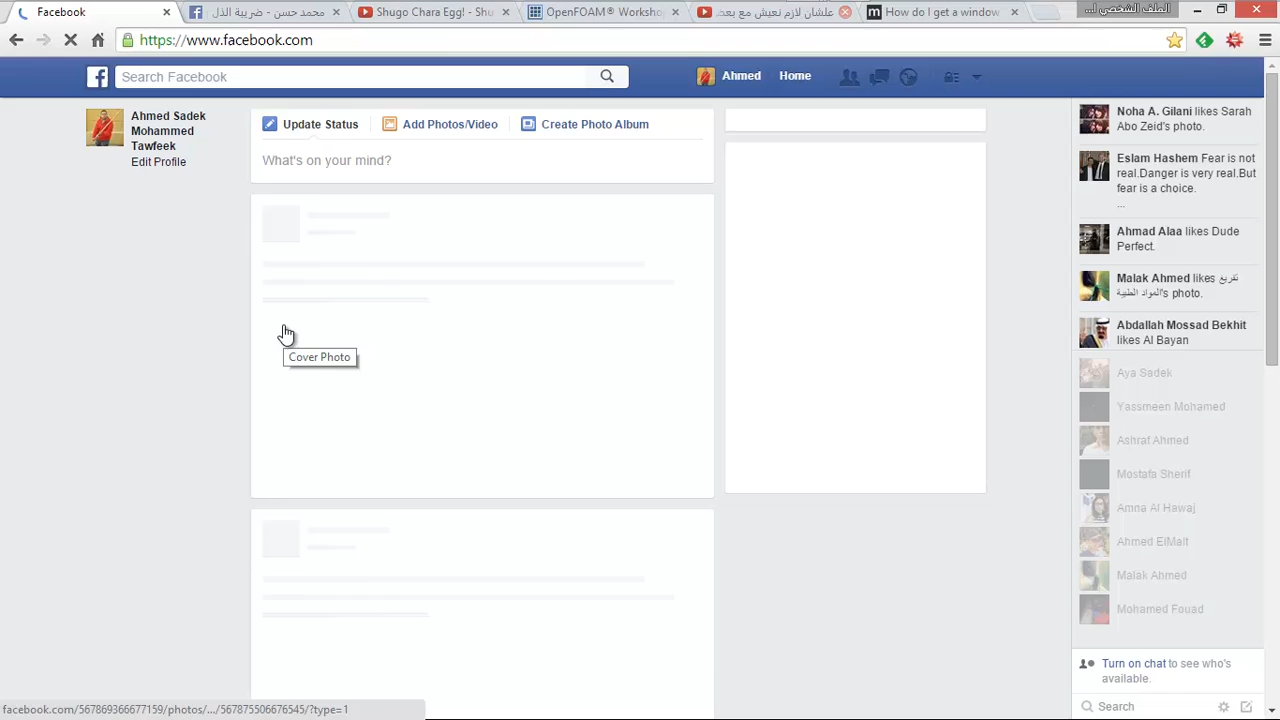 Facebook
محمد حسن - ضريبة الذل
Shugo Chara Egg! - Shu
OpenFOAM® Worksho
علشان لازم نعيش مع بعض
How do I get a window
الملف الشخصي لـ...
https://www.facebook.com
Search Facebook
Ahmed
Home
Ahmed Sadek
Mohammed
Tawfeek
Edit Profile
Update Status
Add Photos/Video
Create Photo Album
What's on your mind?
Cover Photo
Noha A. Gilani likes Sarah
Abo Zeid's photo.
Eslam Hashem Fear is not
real.Danger is very real.But
fear is a choice.
...
Ahmad Alaa likes Dude
Perfect.
Malak Ahmed likes تفريغ
المواد الطبية's photo.
Abdallah Mossad Bekhit
likes Al Bayan
Aya Sadek
Yassmeen Mohamed
Ashraf Ahmed
Mostafa Sherif
Amna Al Hawaj
Ahmed ElMalt
Malak Ahmed
Mohamed Fouad
Turn on chat to see who's
available.
Search
facebook.com/567869366677159/photos/.../567875506676545/?type=1